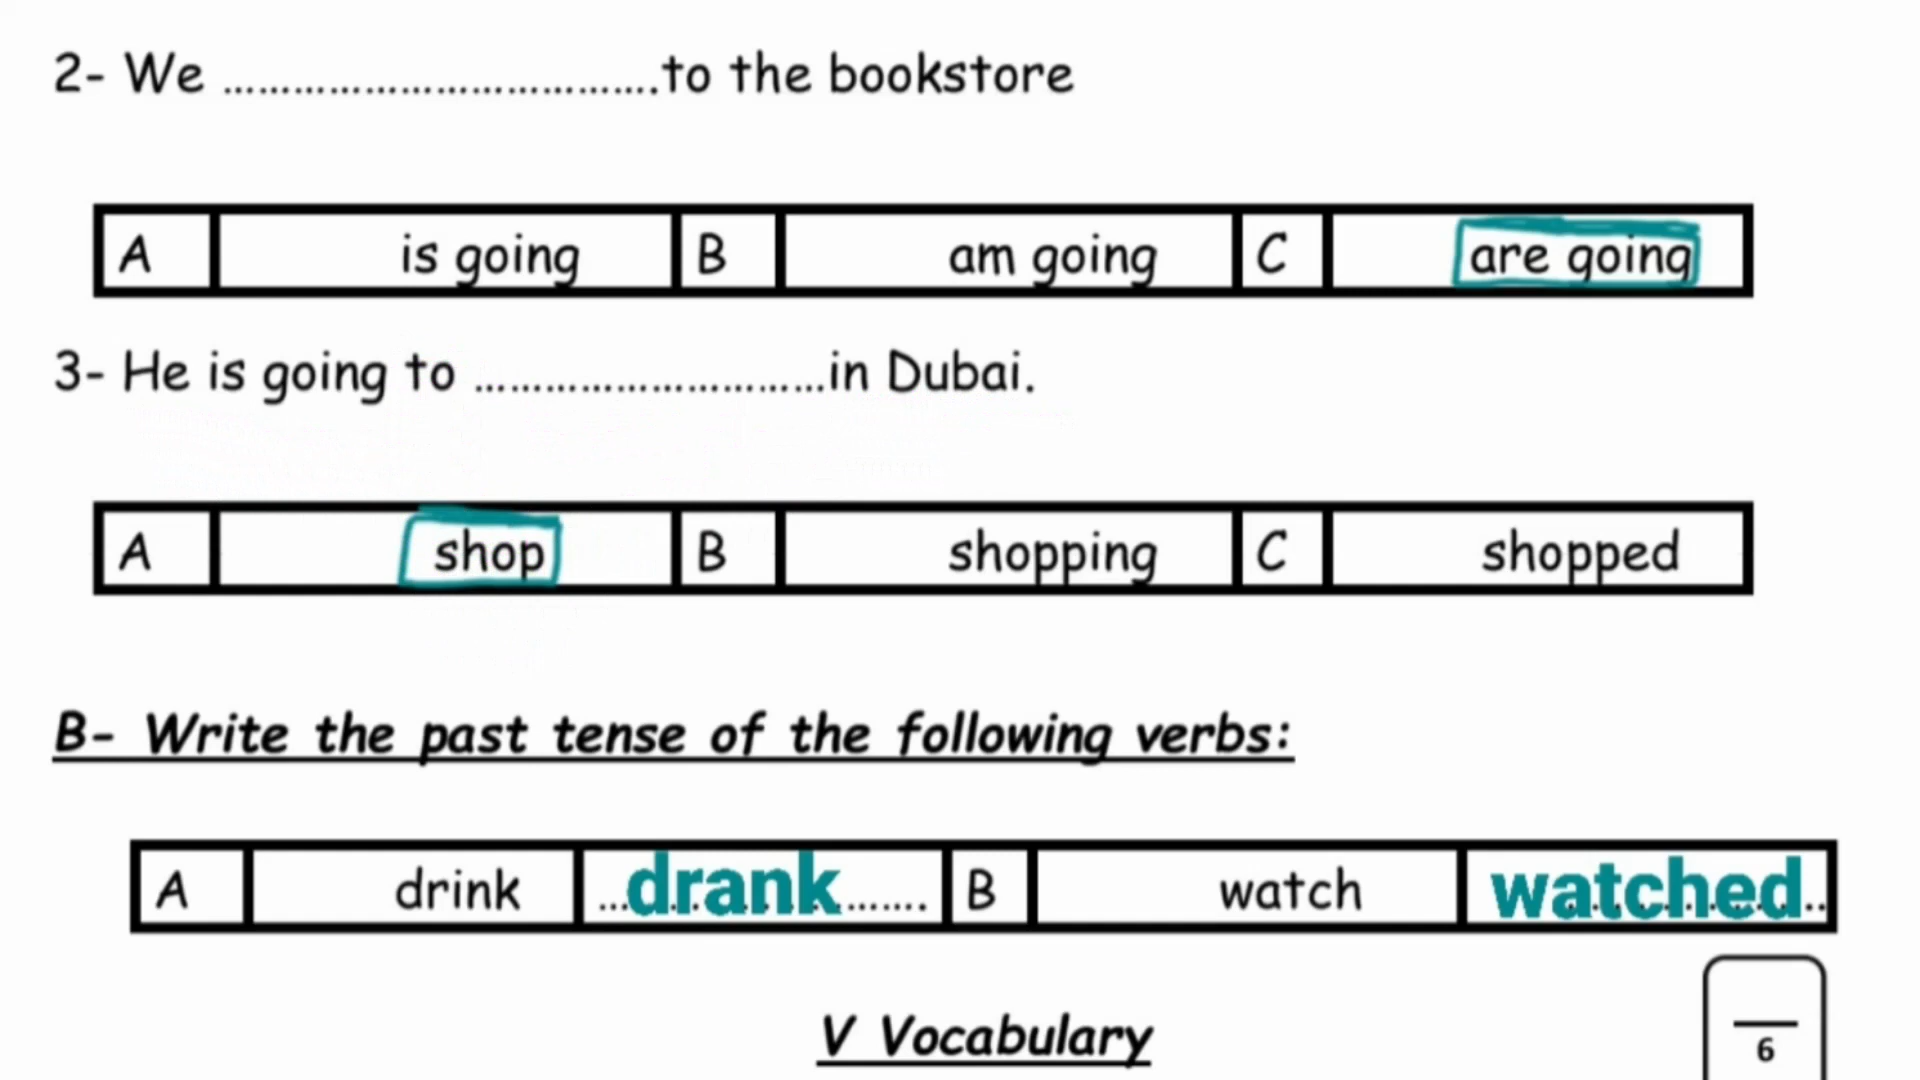 2- We ........................................to the bookstore
A is going B am going C are going
3- He is going to .................................in Dubai.
A shop B shopping C shopped
B- Write the past tense of the following verbs:
A drink ...drank....... B watch watched..
V Vocabulary
6